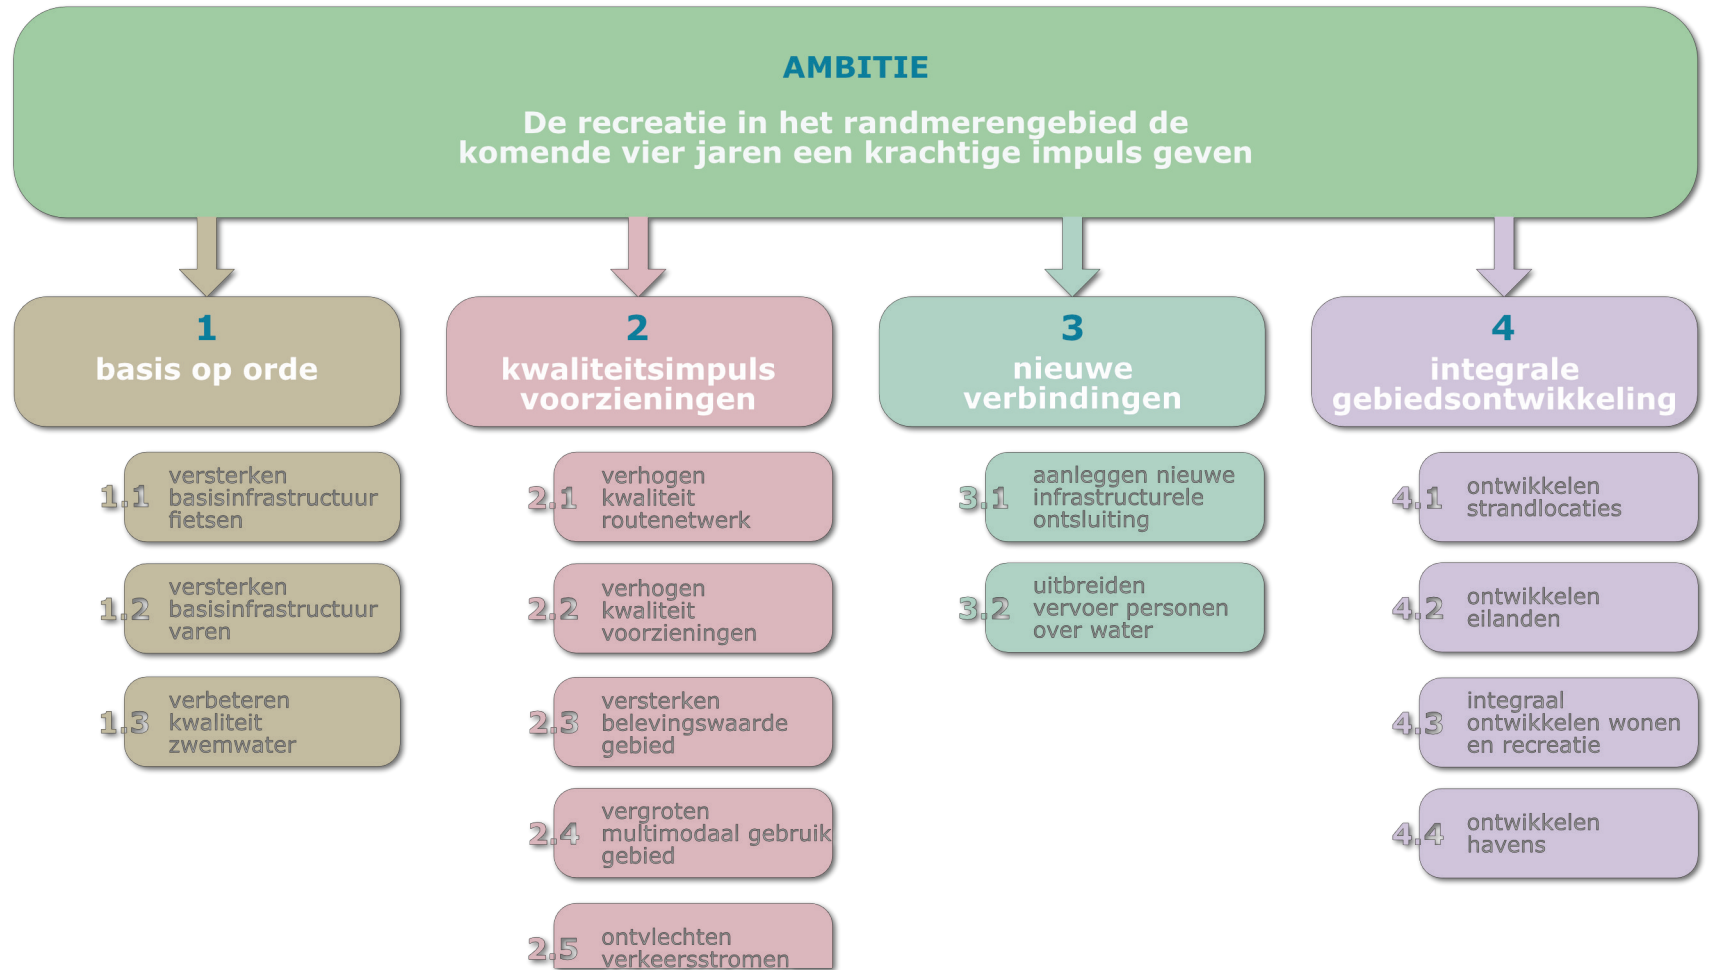 AMBITIE
De recreatie in het randmerengebied de
komende vier jaren een krachtige impuls geven
1
basis op orde
1.1
versterken
basisinfrastructuur
fietsen
1.2
versterken
basisinfrastructuur
varen
1.3
verbeteren
kwaliteit
zwemwater
2
kwaliteitsimpuls
voorzieningen
2.1
verhogen
kwaliteit
routenetwerk
2.2
verhogen
kwaliteit
voorzieningen
2.3
versterken
belevingswaarde
gebied
2.4
vergroten
multimodaal gebruik
gebied
2.5
ontvlechten
verkeersstromen
3
nieuwe
verbindingen
3.1
aanleggen nieuwe
infrastructurele
ontsluiting
3.2
uitbreiden
vervoer personen
over water
4
integrale
gebiedsontwikkeling
4.1
ontwikkelen
strandlocaties
4.2
ontwikkelen
eilanden
4.3
integraal
ontwikkelen wonen
en recreatie
4.4
ontwikkelen
havens